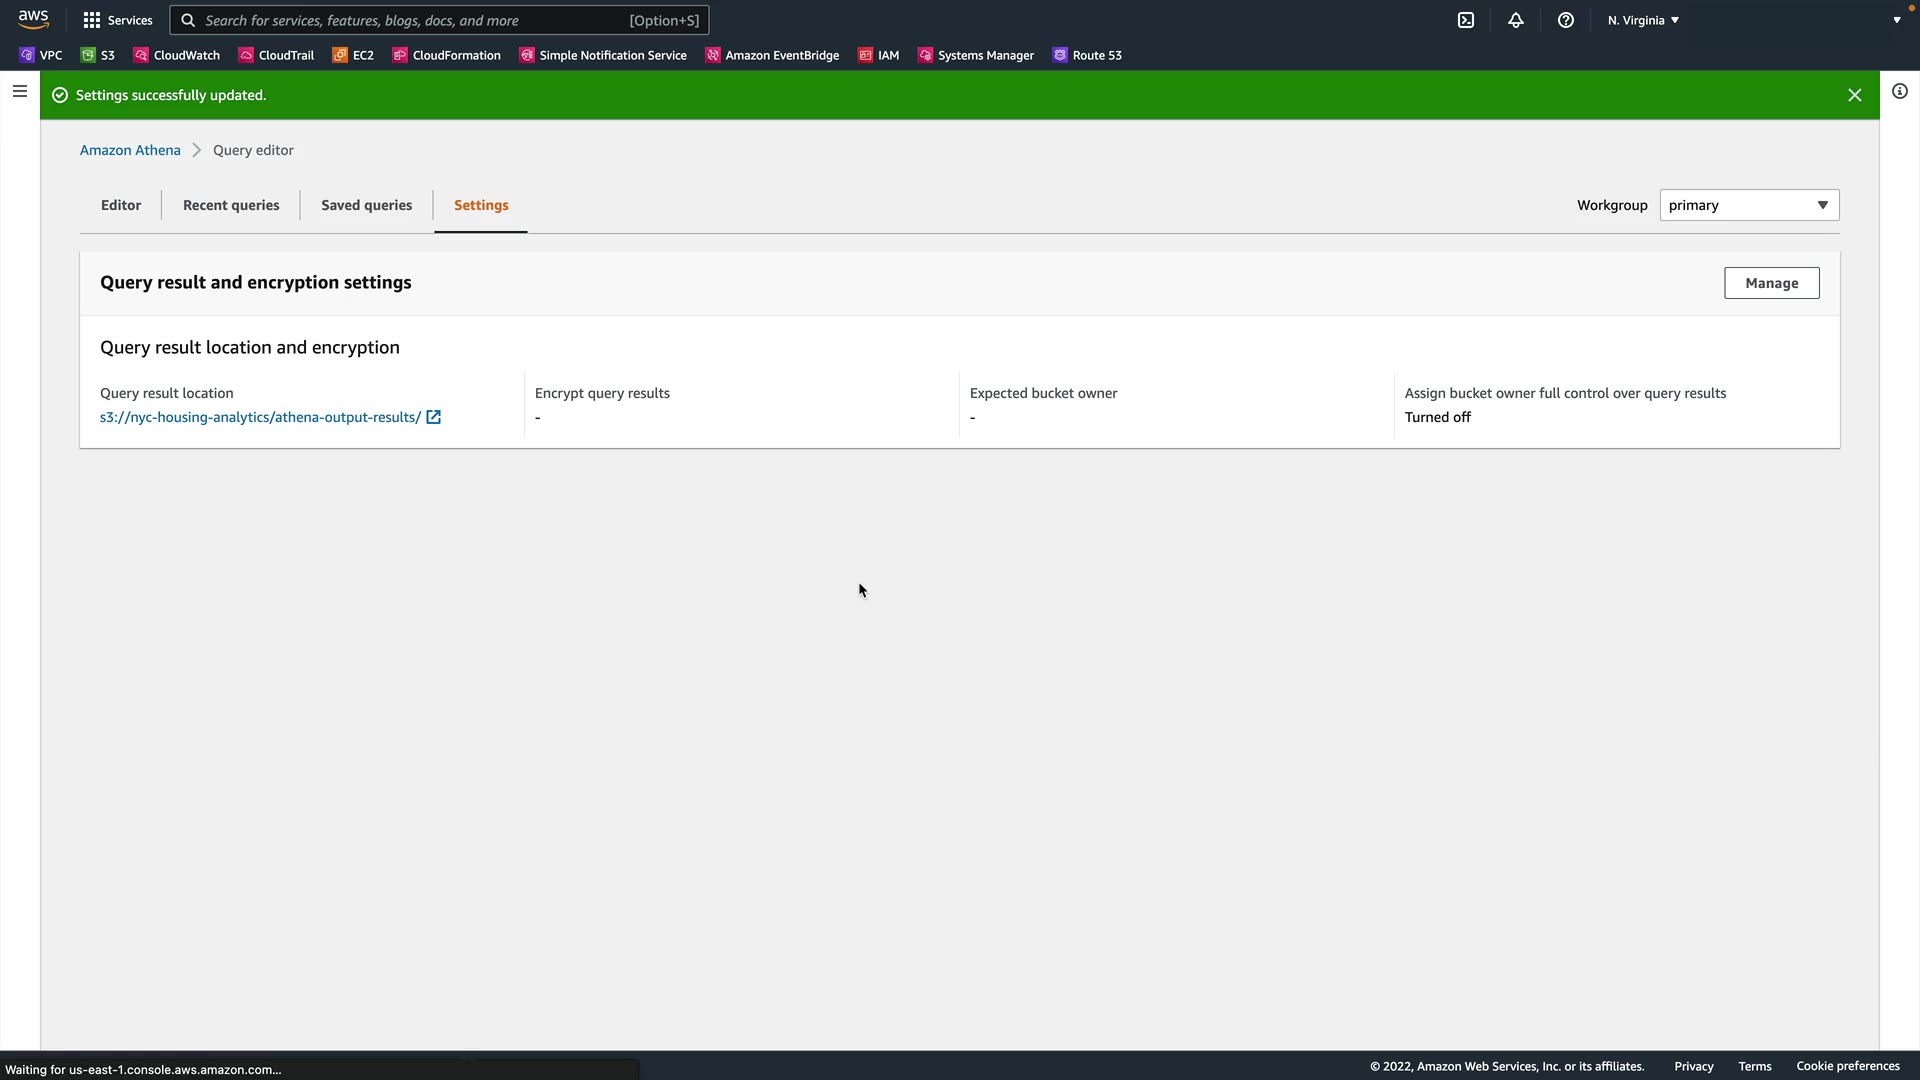 aws Services Search for services, features, blogs, docs, and more [Option+S] N. Virginia
VPC S3 CloudWatch CloudTrail EC2 CloudFormation Simple Notification Service Amazon EventBridge IAM Systems Manager Route 53
Settings successfully updated.
Amazon Athena Query editor
Editor Recent queries Saved queries Settings Workgroup primary
Query result and encryption settings Manage
Query result location and encryption
Query result location Encrypt query results Expected bucket owner Assign bucket owner full control over query results
s3://nyc-housing-analytics/athena-output-results/ - - Turned off
Waiting for us-east-1.console.aws.amazon.com... © 2022, Amazon Web Services, Inc. or its affiliates. Privacy Terms Cookie preferences